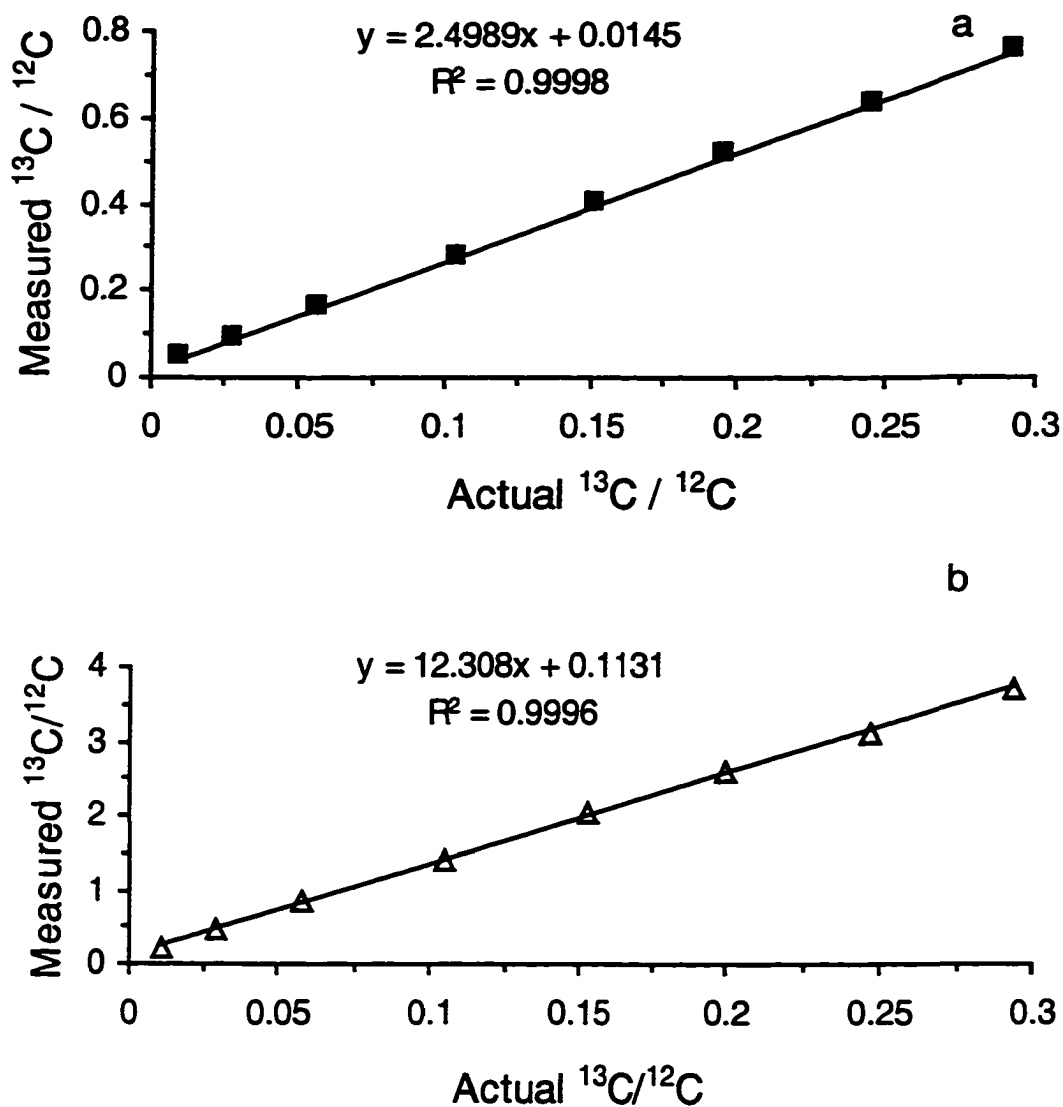 a
y = 2.4989x + 0.0145
R² = 0.9998
Measured ¹³C / ¹²C
0.8
0.6
0.4
0.2
0
0 0.05 0.1 0.15 0.2 0.25 0.3
Actual ¹³C / ¹²C
b
y = 12.308x + 0.1131
R² = 0.9996
Measured ¹³C/¹²C
4
3
2
1
0
0 0.05 0.1 0.15 0.2 0.25 0.3
Actual ¹³C/¹²C